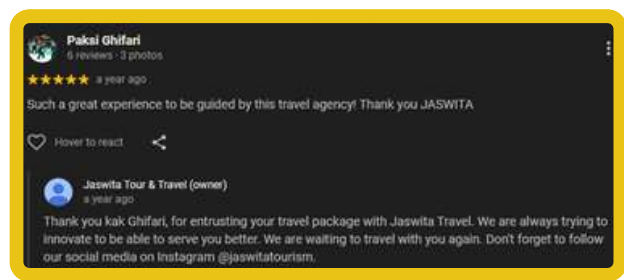 Paksi Ghifari
6 reviews · 3 photos
a year ago
Such a great experience to be guided by this travel agency! Thank you JASWITA
Hover to react
Jaswita Tour & Travel (owner)
a year ago
Thank you kak Ghifari, for entrusting your travel package with Jaswita Travel. We are always trying to
innovate to be able to serve you better. We are waiting to travel with you again. Don't forget to follow
our social media on Instagram @jaswitatourism.